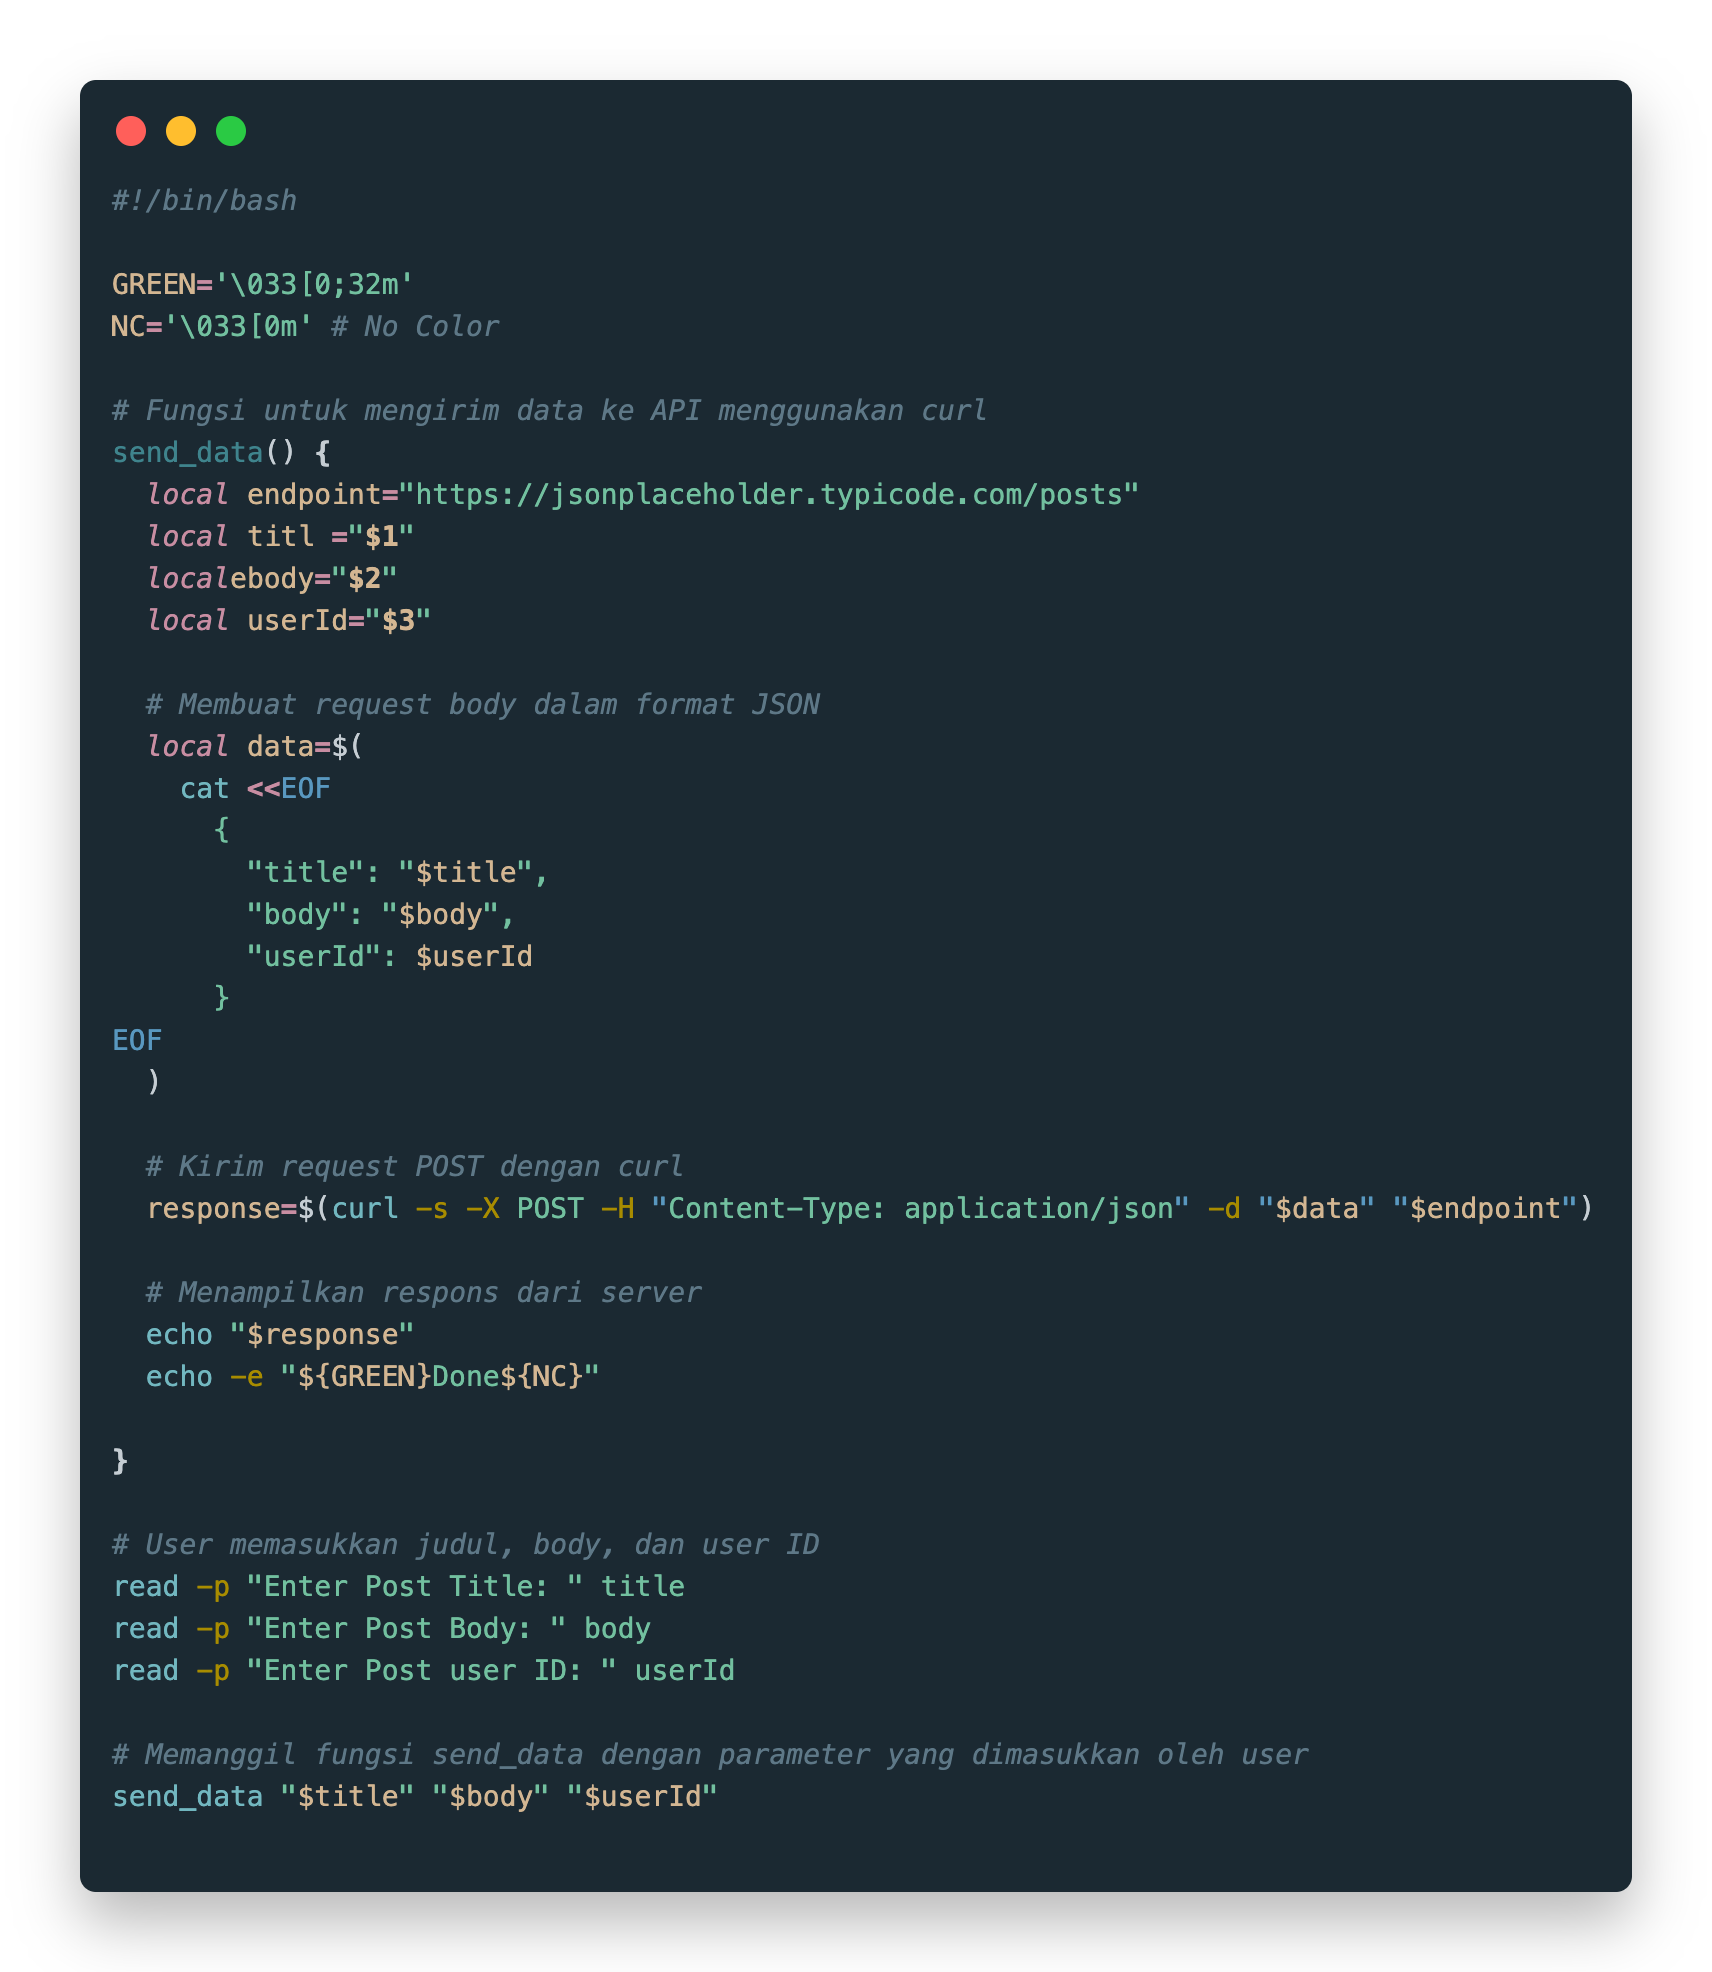 #!/bin/bash

GREEN='\033[0;32m'
NC='\033[0m' # No Color

# Fungsi untuk mengirim data ke API menggunakan curl
send_data() {
  local endpoint="https://jsonplaceholder.typicode.com/posts"
  local titl ="$1"
  localebody="$2"
  local userId="$3"

  # Membuat request body dalam format JSON
  local data=$(
    cat <<EOF
      {
        "title": "$title",
        "body": "$body",
        "userId": $userId
      }
EOF
  )

  # Kirim request POST dengan curl
  response=$(curl -s -X POST -H "Content-Type: application/json" -d "$data" "$endpoint")

  # Menampilkan respons dari server
  echo "$response"
  echo -e "${GREEN}Done${NC}"

}

# User memasukkan judul, body, dan user ID
read -p "Enter Post Title: " title
read -p "Enter Post Body: " body
read -p "Enter Post user ID: " userId

# Memanggil fungsi send_data dengan parameter yang dimasukkan oleh user
send_data "$title" "$body" "$userId"